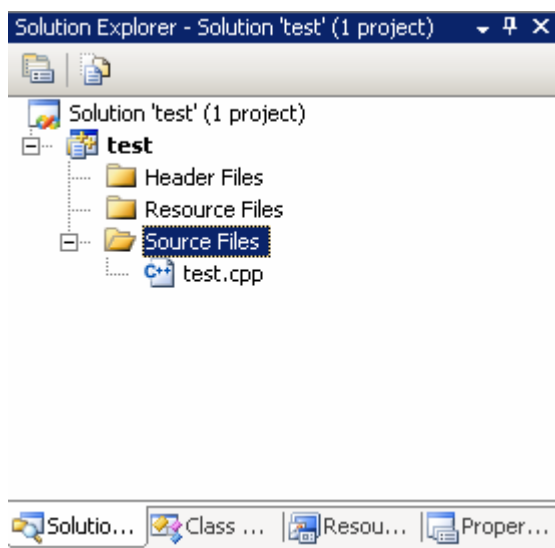 Solution Explorer - Solution 'test' (1 project)
Solution 'test' (1 project)
test
Header Files
Resource Files
Source Files
C++ test.cpp
Solutio... Class ... Resou... Proper...